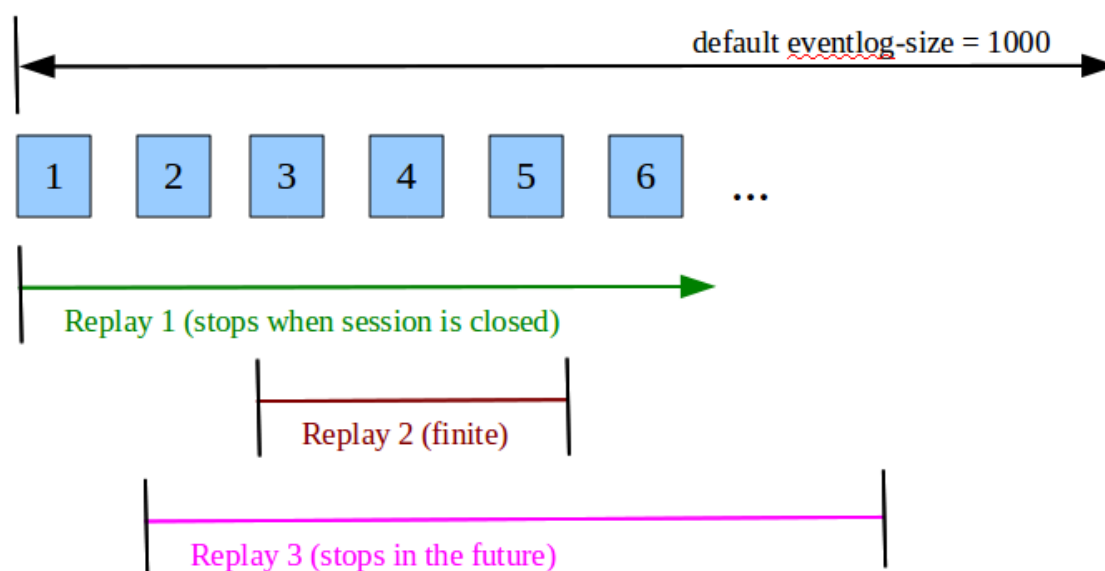 default eventlog-size = 1000
1 2 3 4 5 6 ...
Replay 1 (stops when session is closed)
Replay 2 (finite)
Replay 3 (stops in the future)